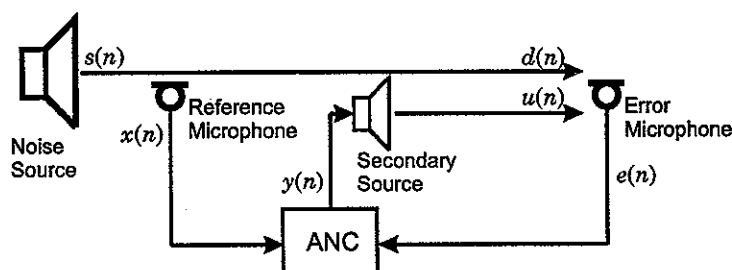 s(n)
d(n)
Noise
Source
x(n)
Reference
Microphone
u(n)
Error
Microphone
Secondary
Source
y(n)
e(n)
ANC